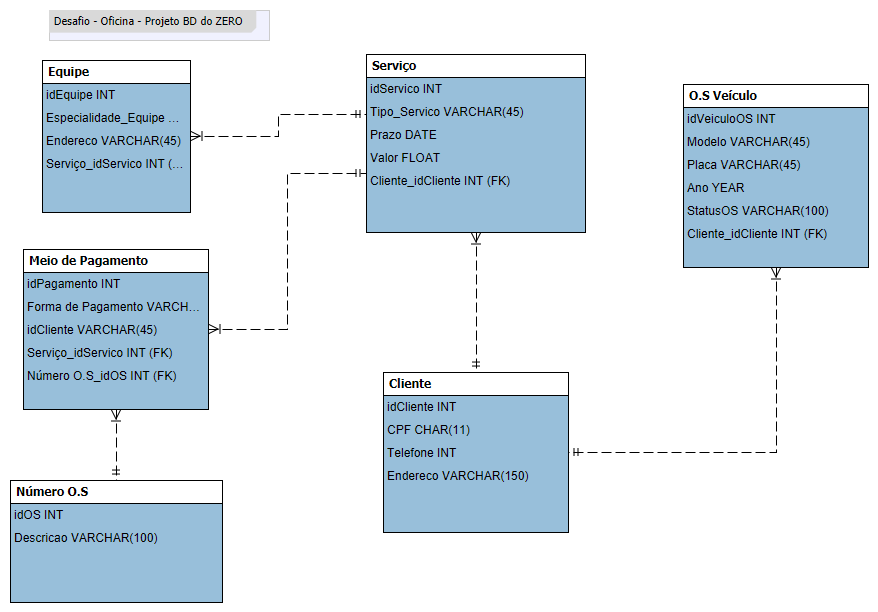 Desafio - Oficina - Projeto BD do ZERO
Equipe
idEquipe INT
Especialidade_Equipe ...
Endereco VARCHAR(45)
Serviço_idServico INT (...
Serviço
idServico INT
Tipo_Servico VARCHAR(45)
Prazo DATE
Valor FLOAT
Cliente_idCliente INT (FK)
O.S Veículo
idVeiculoOS INT
Modelo VARCHAR(45)
Placa VARCHAR(45)
Ano YEAR
StatusOS VARCHAR(100)
Cliente_idCliente INT (FK)
Meio de Pagamento
idPagamento INT
Forma de Pagamento VARCH...
idCliente VARCHAR(45)
Serviço_idServico INT (FK)
Número O.S_idOS INT (FK)
Cliente
idCliente INT
CPF CHAR(11)
Telefone INT
Endereco VARCHAR(150)
Número O.S
idOS INT
Descricao VARCHAR(100)